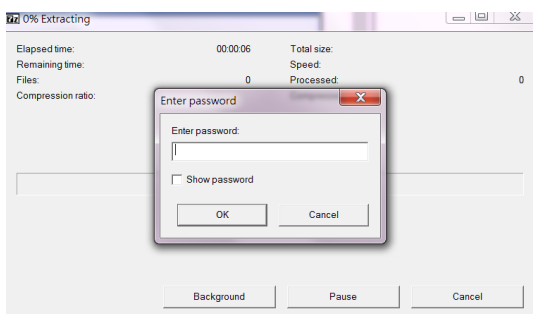 0% Extracting
Elapsed time: 00:00:06 Total size:
Remaining time: Speed:
Files: 0 Processed: 0
Compression ratio:
Enter password
Enter password:
Show password
OK Cancel
Background Pause Cancel